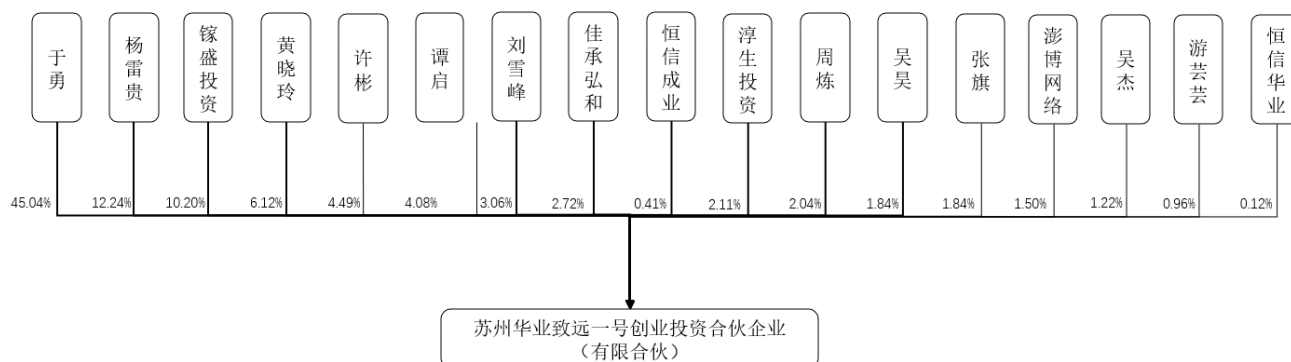 于勇
杨雷贵
镓盛投资
黄晓玲
许彬
谭启
刘雪峰
佳承弘和
恒信成业
淳生投资
周炼
吴昊
张旗
澎博网络
吴杰
游芸芸
恒信华业
45.04%
12.24%
10.20%
6.12%
4.49%
4.08%
3.06%
2.72%
0.41%
2.11%
2.04%
1.84%
1.84%
1.50%
1.22%
0.96%
0.12%
苏州华业致远一号创业投资合伙企业
（有限合伙）